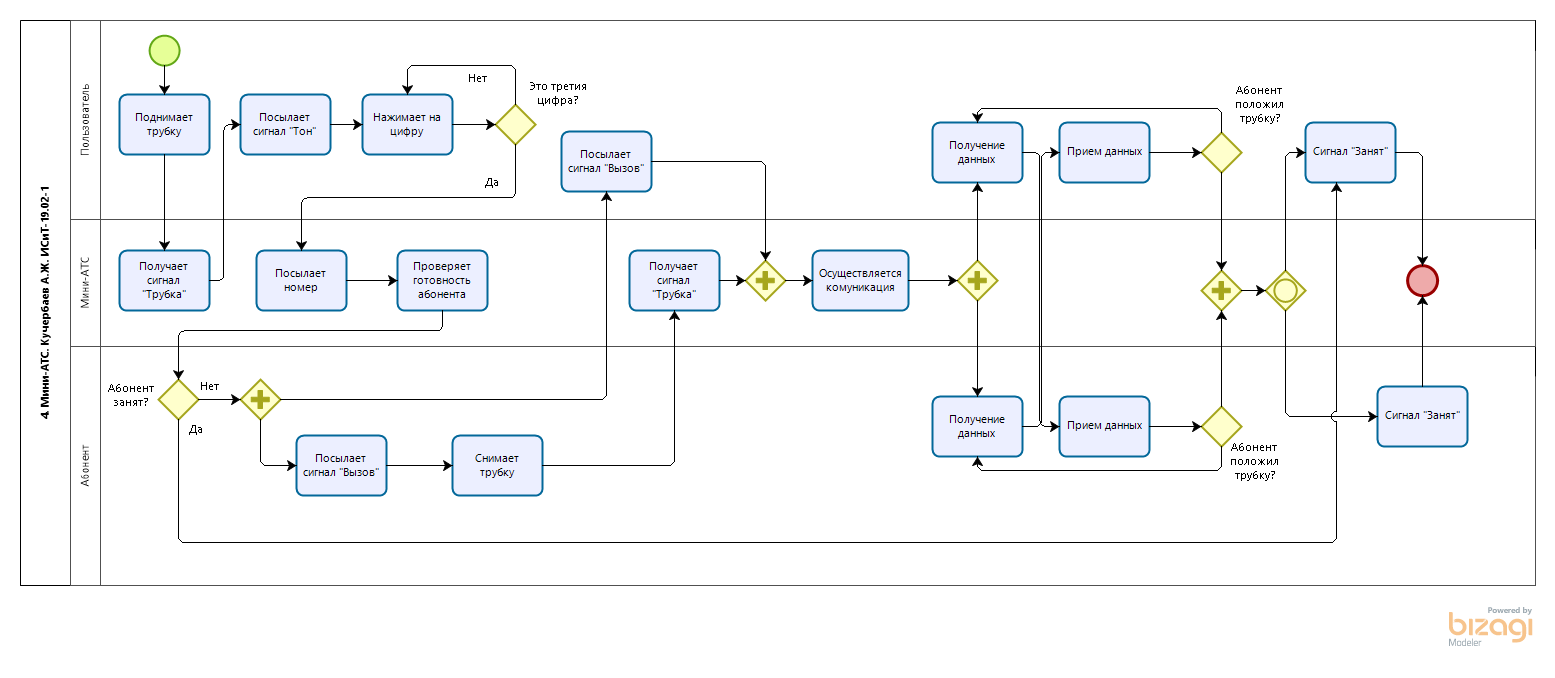 4. Мини-АТС. Кучербаев А.Ж. ИСиТ-19.02-1
Пользователь
Поднимает
трубку
Посылает
сигнал "Тон"
Нажимает на
цифру
Нет
Это третия
цифра?
Да
Посылает
сигнал "Вызов"
Получение
данных
Прием данных
Абонент
положил
трубку?
Сигнал "Занят"
Мини-АТС
Получает
сигнал
"Трубка"
Посылает
номер
Проверяет
готовность
абонента
Получает
сигнал
"Трубка"
Осуществляется
комуникация
Абонент
Абонент
занят?
Нет
Да
Посылает
сигнал "Вызов"
Снимает
трубку
Получение
данных
Прием данных
Абонент
положил
трубку?
Сигнал "Занят"
Powered by
bizagi
Modeler